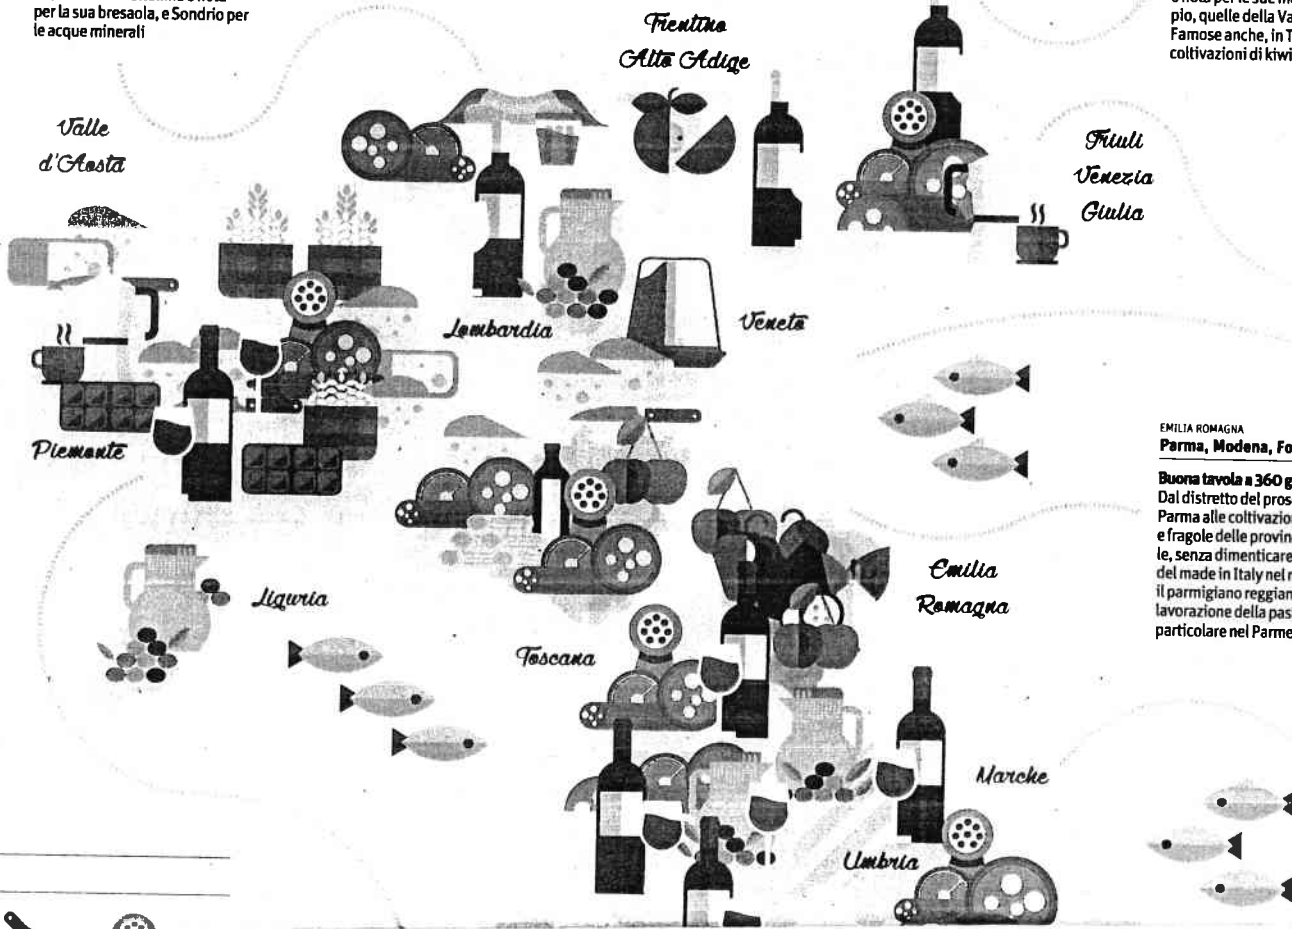 per la sua bresaola, e Sondrio per
le acque minerali
Trentino
Alto Adige
pio, quelle della Va
Famose anche, in T
coltivazioni di kiwi
Valle
d'Aosta
Friuli
Venezia
Giulia
Lombardia
Veneto
Piemonte
EMILIA ROMAGNA
Parma, Modena, Fo
Buona tavola a 360 g
Dal distretto del pros
Parma alle coltivazio
e fragole delle provin
le, senza dimenticare
del made in Italy nel
il parmigiano reggian
lavorazione della pas
particolare nel Parme
Emilia
Romagna
Liguria
Toscana
Marche
Umbria